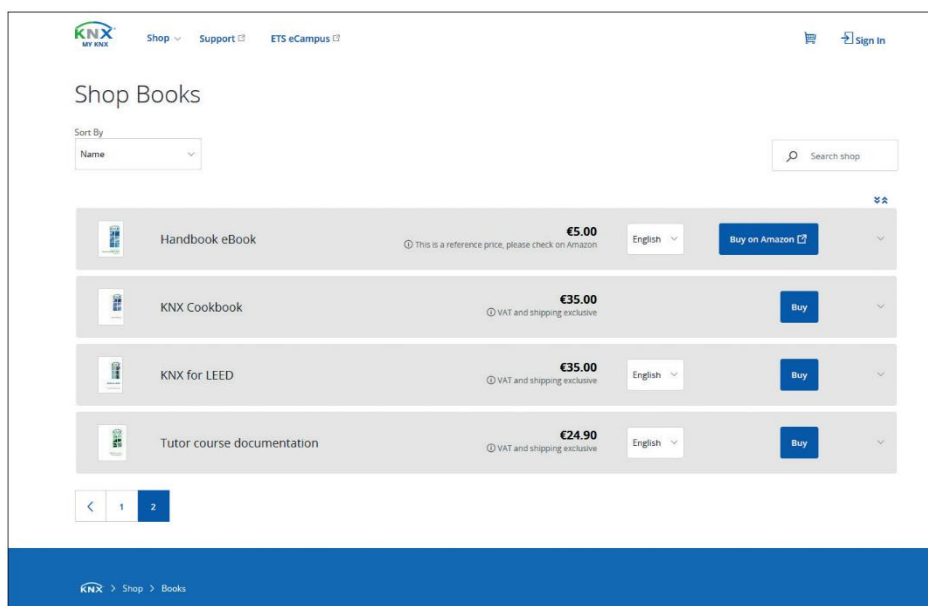 KNX
MY KNX
Shop
Support
ETS eCampus
Sign In
Shop Books
Sort By
Name
Search shop
Handbook eBook
€5.00
This is a reference price, please check on Amazon
English
Buy on Amazon
KNX Cookbook
€35.00
VAT and shipping exclusive
Buy
KNX for LEED
€35.00
VAT and shipping exclusive
English
Buy
Tutor course documentation
€24.90
VAT and shipping exclusive
English
Buy
1
2
KNX > Shop > Books